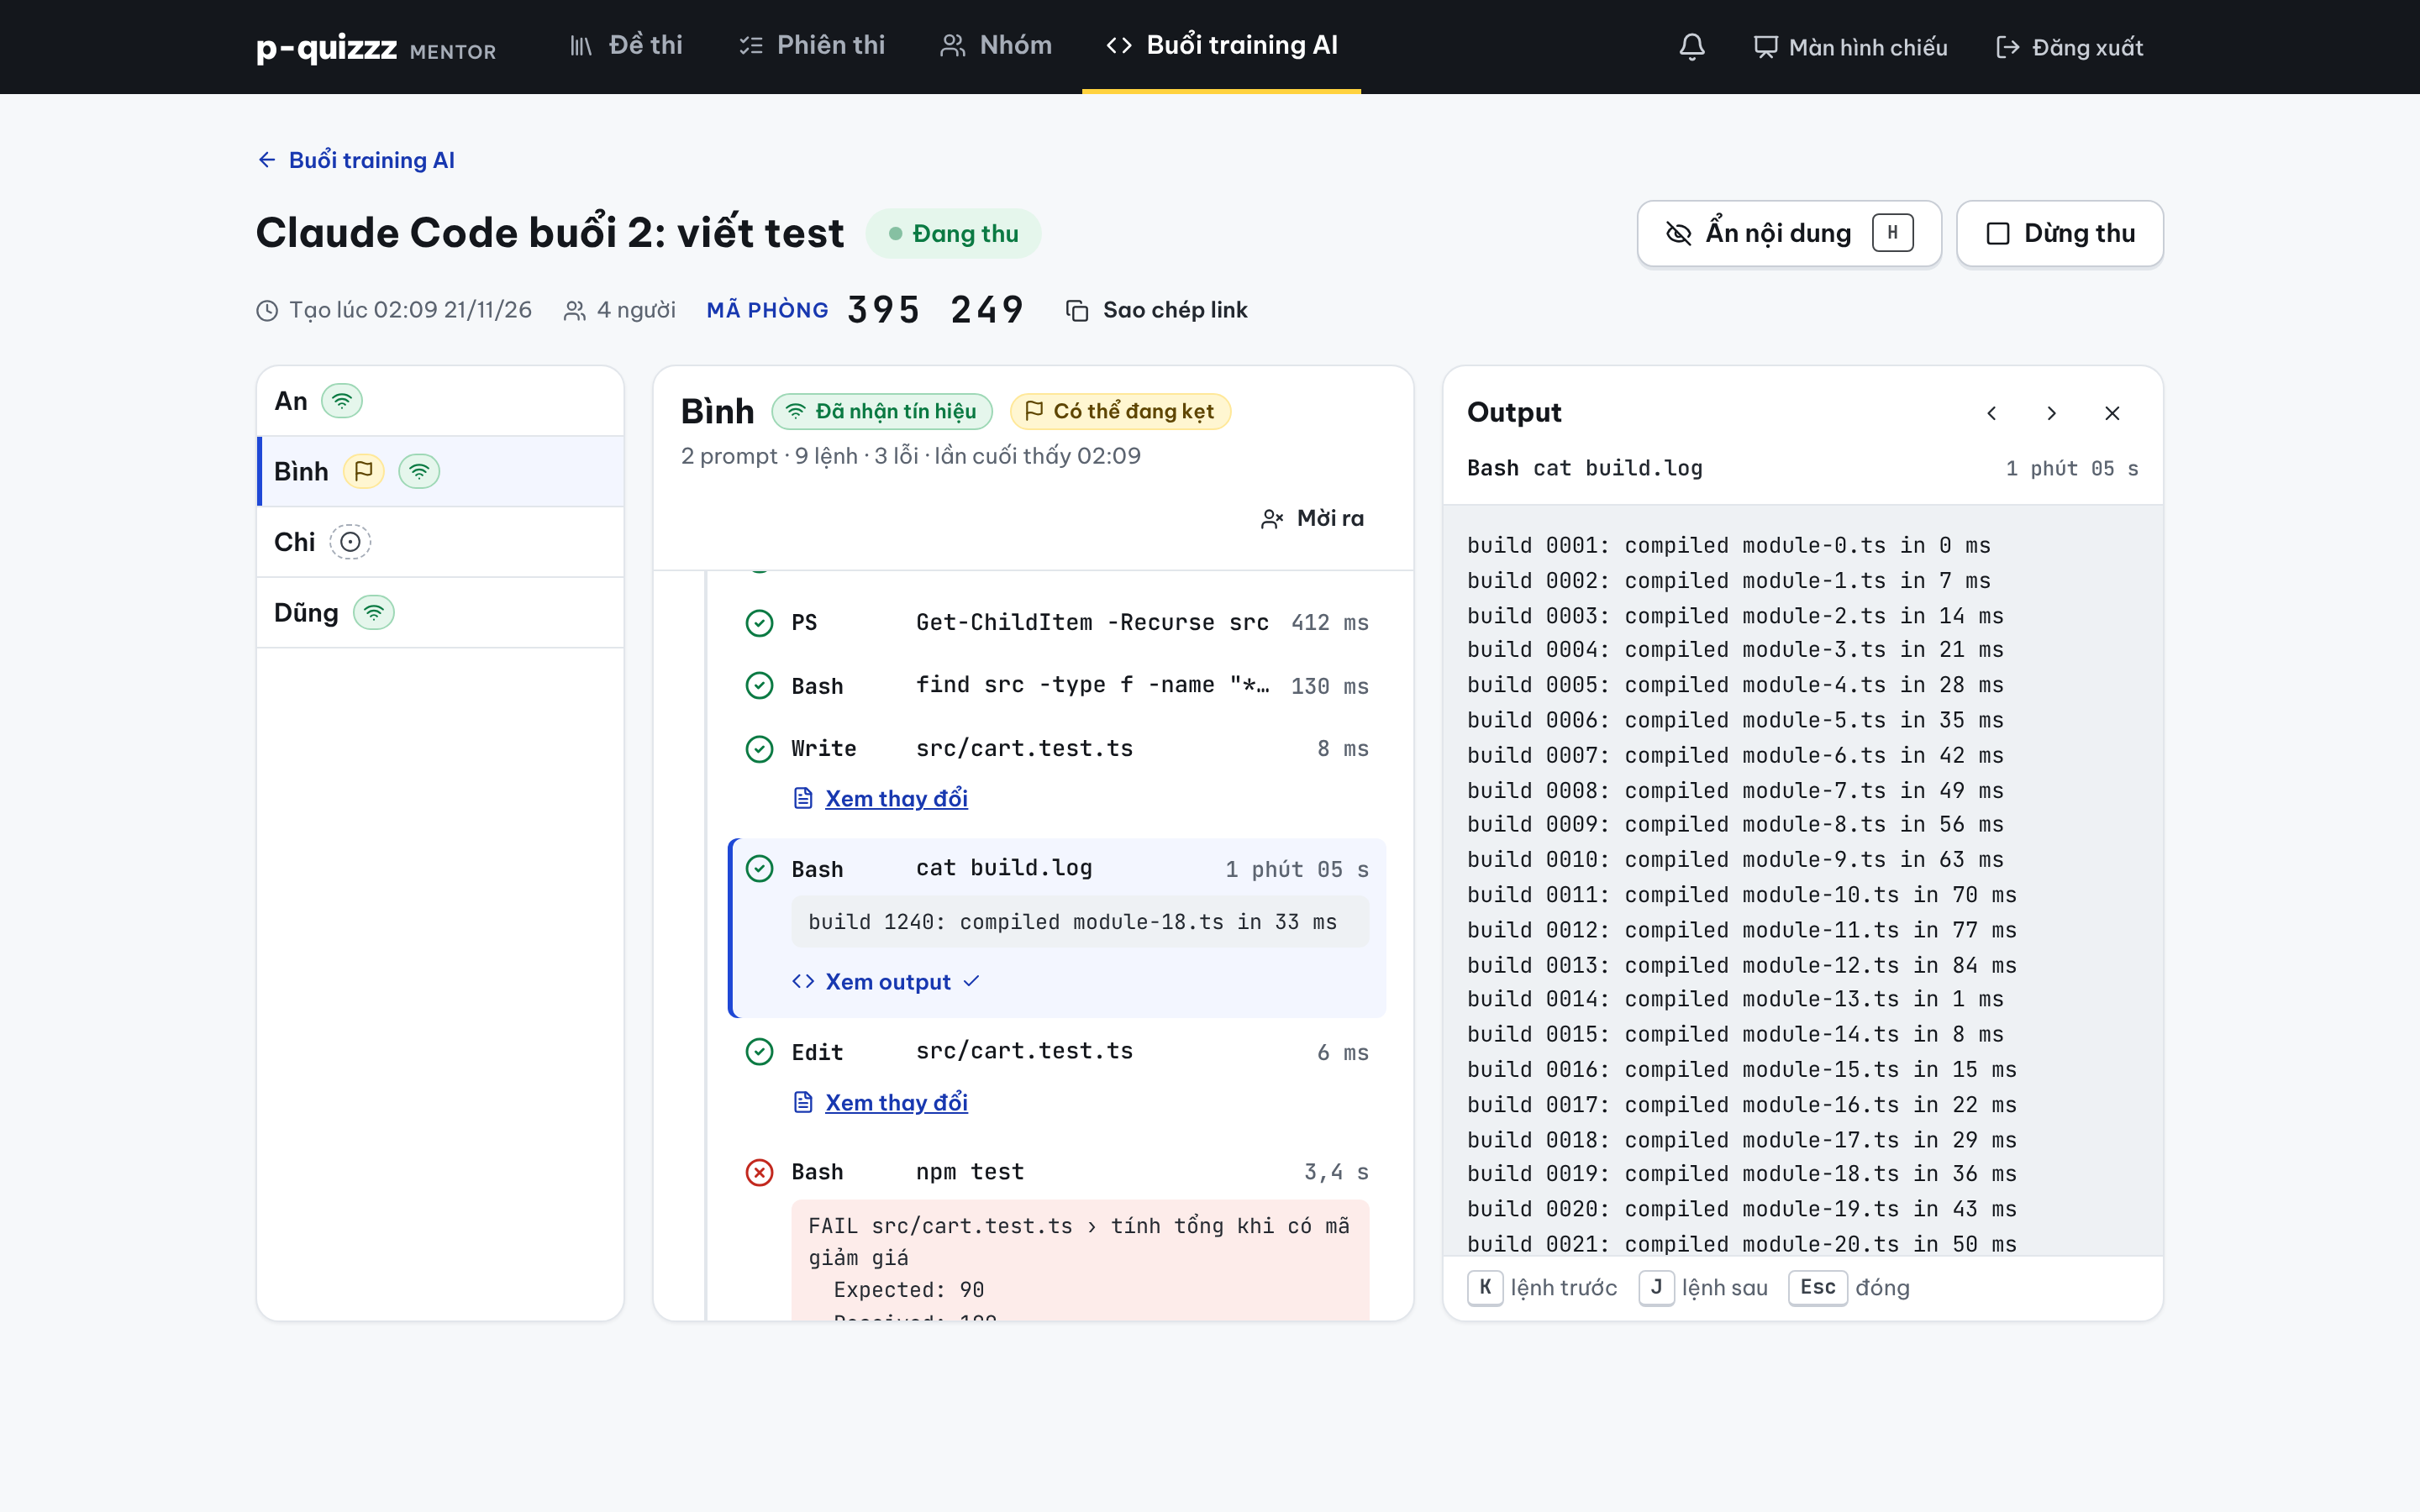 p-quizzz MENTOR
Đề thi
Phiên thi
Nhóm
Buổi training AI
Màn hình chiếu
Đăng xuất
Buổi training AI
Claude Code buổi 2: viết test
Đang thu
Ẩn nội dung H
Dừng thu
Tạo lúc 02:09 21/11/26
4 người
MÃ PHÒNG 395 249
Sao chép link
An
Bình
Chi
Dũng
Bình
Đã nhận tín hiệu
Có thể đang kẹt
2 prompt · 9 lệnh · 3 lỗi · lần cuối thấy 02:09
Mời ra
PS Get-ChildItem -Recurse src 412 ms
Bash find src -type f -name "*… 130 ms
Write src/cart.test.ts 8 ms
Xem thay đổi
Bash cat build.log 1 phút 05 s
build 1240: compiled module-18.ts in 33 ms
Xem output
Edit src/cart.test.ts 6 ms
Xem thay đổi
Bash npm test 3,4 s
FAIL src/cart.test.ts › tính tổng khi có mã
giảm giá
Expected: 90
Output
Bash cat build.log 1 phút 05 s
build 0001: compiled module-0.ts in 0 ms
build 0002: compiled module-1.ts in 7 ms
build 0003: compiled module-2.ts in 14 ms
build 0004: compiled module-3.ts in 21 ms
build 0005: compiled module-4.ts in 28 ms
build 0006: compiled module-5.ts in 35 ms
build 0007: compiled module-6.ts in 42 ms
build 0008: compiled module-7.ts in 49 ms
build 0009: compiled module-8.ts in 56 ms
build 0010: compiled module-9.ts in 63 ms
build 0011: compiled module-10.ts in 70 ms
build 0012: compiled module-11.ts in 77 ms
build 0013: compiled module-12.ts in 84 ms
build 0014: compiled module-13.ts in 1 ms
build 0015: compiled module-14.ts in 8 ms
build 0016: compiled module-15.ts in 15 ms
build 0017: compiled module-16.ts in 22 ms
build 0018: compiled module-17.ts in 29 ms
build 0019: compiled module-18.ts in 36 ms
build 0020: compiled module-19.ts in 43 ms
build 0021: compiled module-20.ts in 50 ms
K lệnh trước J lệnh sau Esc đóng